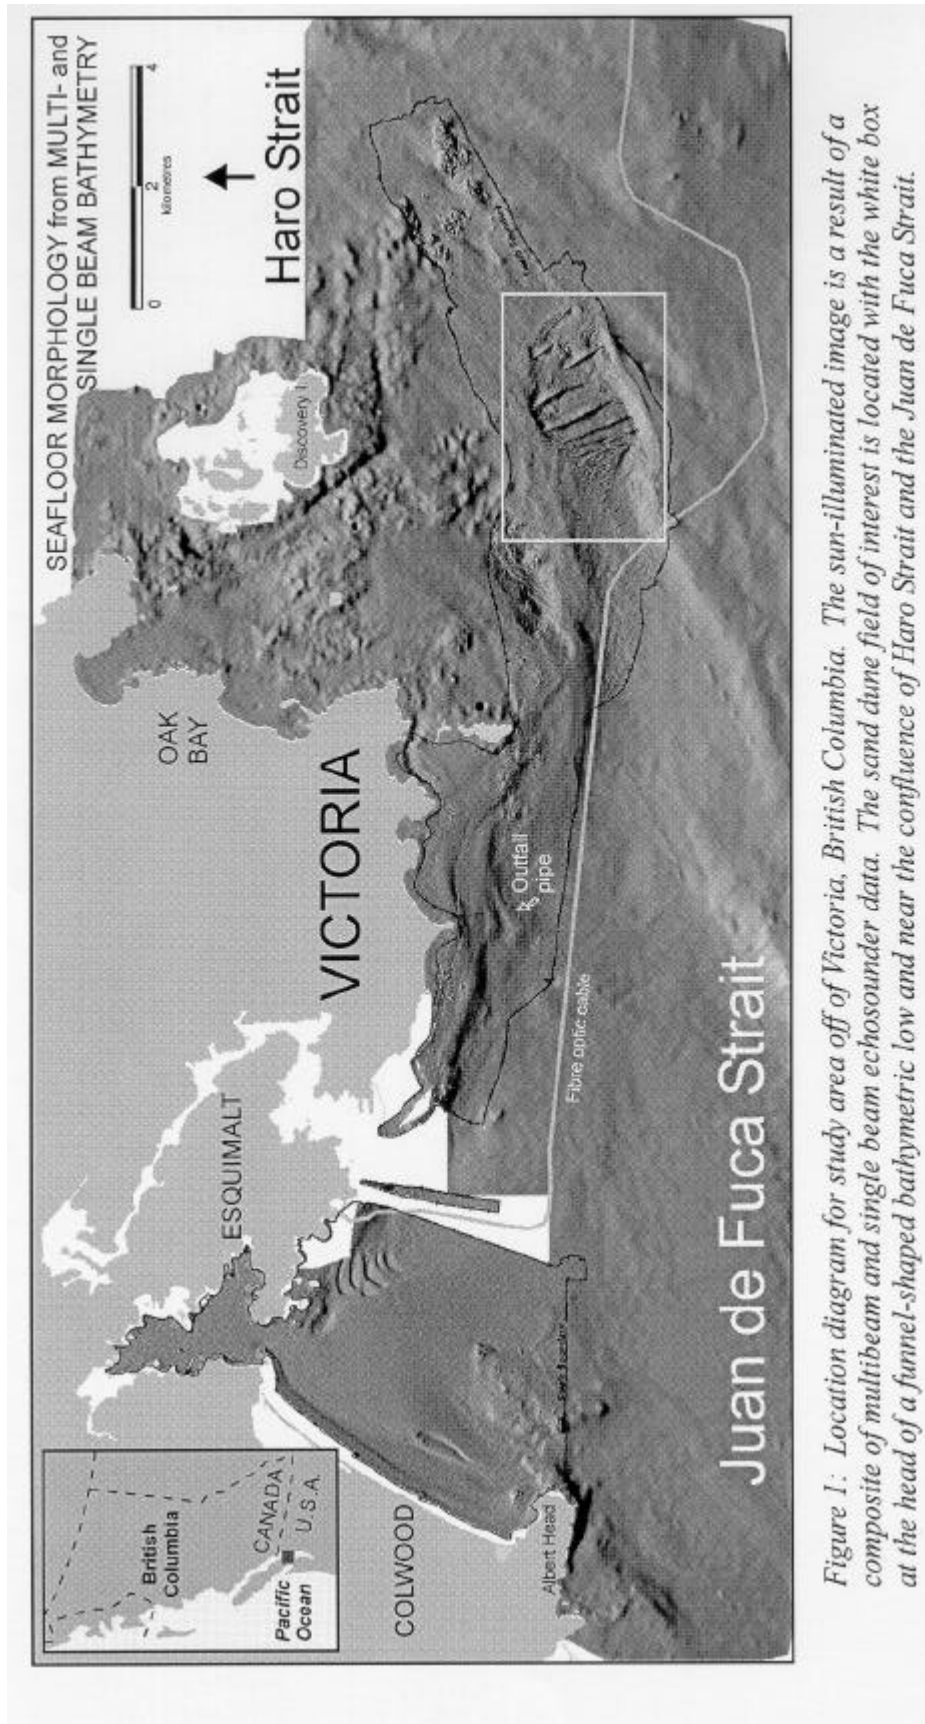 SEAFLOOR MORPHOLOGY from MULTI- and
SINGLE BEAM BATHYMETRY
0 2 4
kilometres
Haro Strait
Discovery I.
OAK
BAY
VICTORIA
ESQUIMALT
British
Columbia
CANADA
U.S.A.
Pacific
Ocean
COLWOOD
Albert Head
Outfall
pipe
Fibre optic cable
Juan de Fuca Strait
Figure 1: Location diagram for study area off of Victoria, British Columbia. The sun-illuminated image is a result of a
composite of multibeam and single beam echosounder data. The sand dune field of interest is located with the white box
at the head of a funnel-shaped bathymetric low and near the confluence of Haro Strait and the Juan de Fuca Strait.